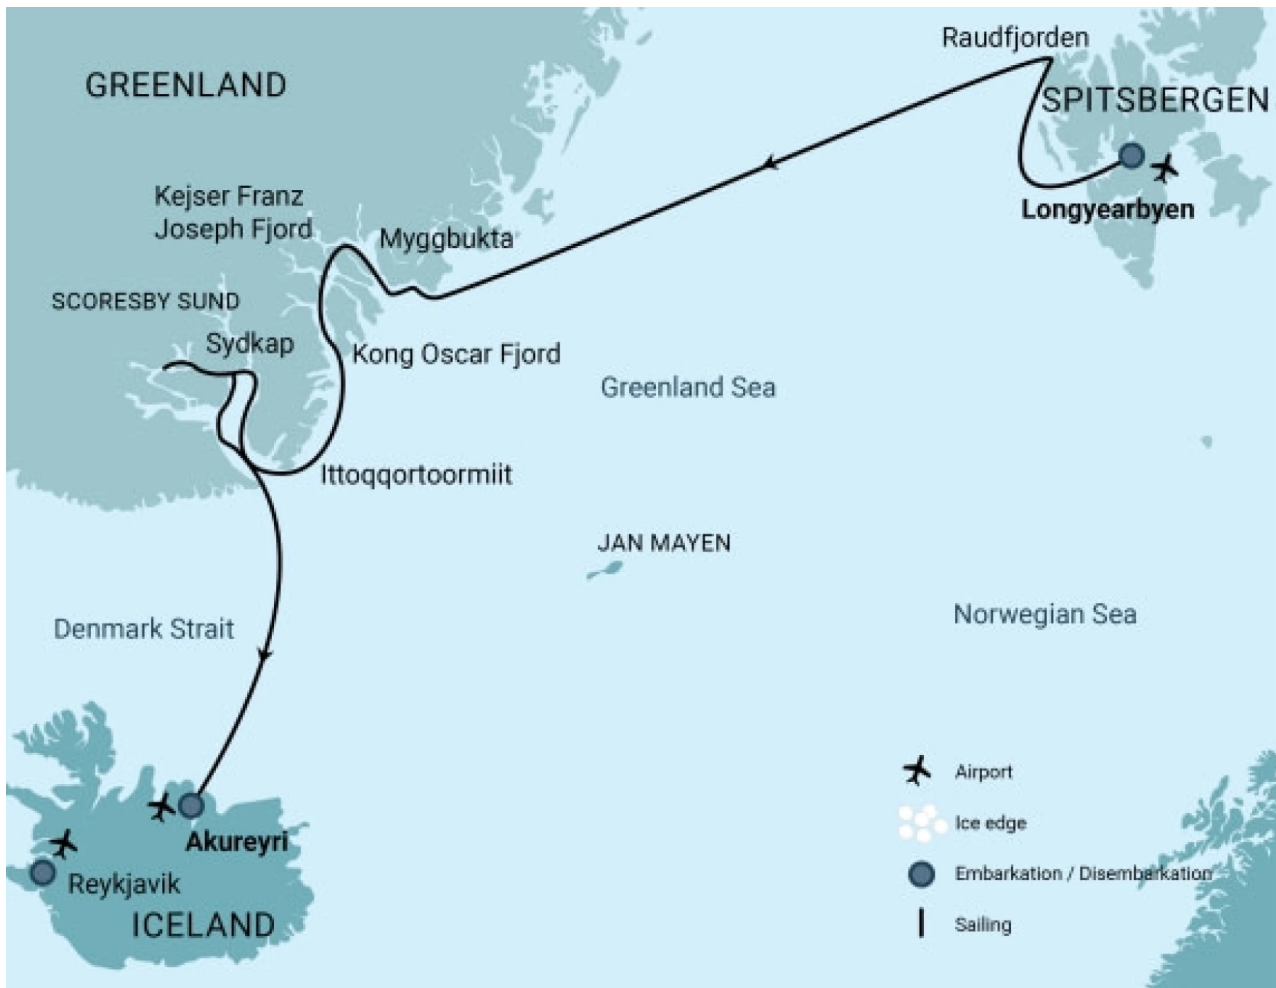 Raudfjorden
GREENLAND
SPITSBERGEN
Kejser Franz
Joseph Fjord
Longyearbyen
Myggbukta
SCORESBY SUND
Sydkap
Kong Oscar Fjord
Greenland Sea
Ittoqqortoormiit
JAN MAYEN
Norwegian Sea
Denmark Strait
Airport
Ice edge
Akureyri
Embarkation / Disembarkation
Reykjavik
ICELAND
Sailing